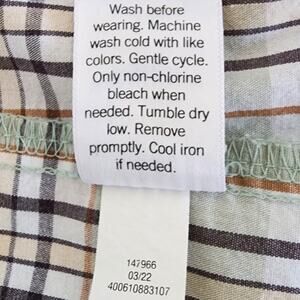 Wash before
wearing. Machine
wash cold with like
colors. Gentle cycle.
Only non-chlorine
bleach when
needed. Tumble dry
low. Remove
promptly. Cool iron
if needed.
147966
03/22
400610883107